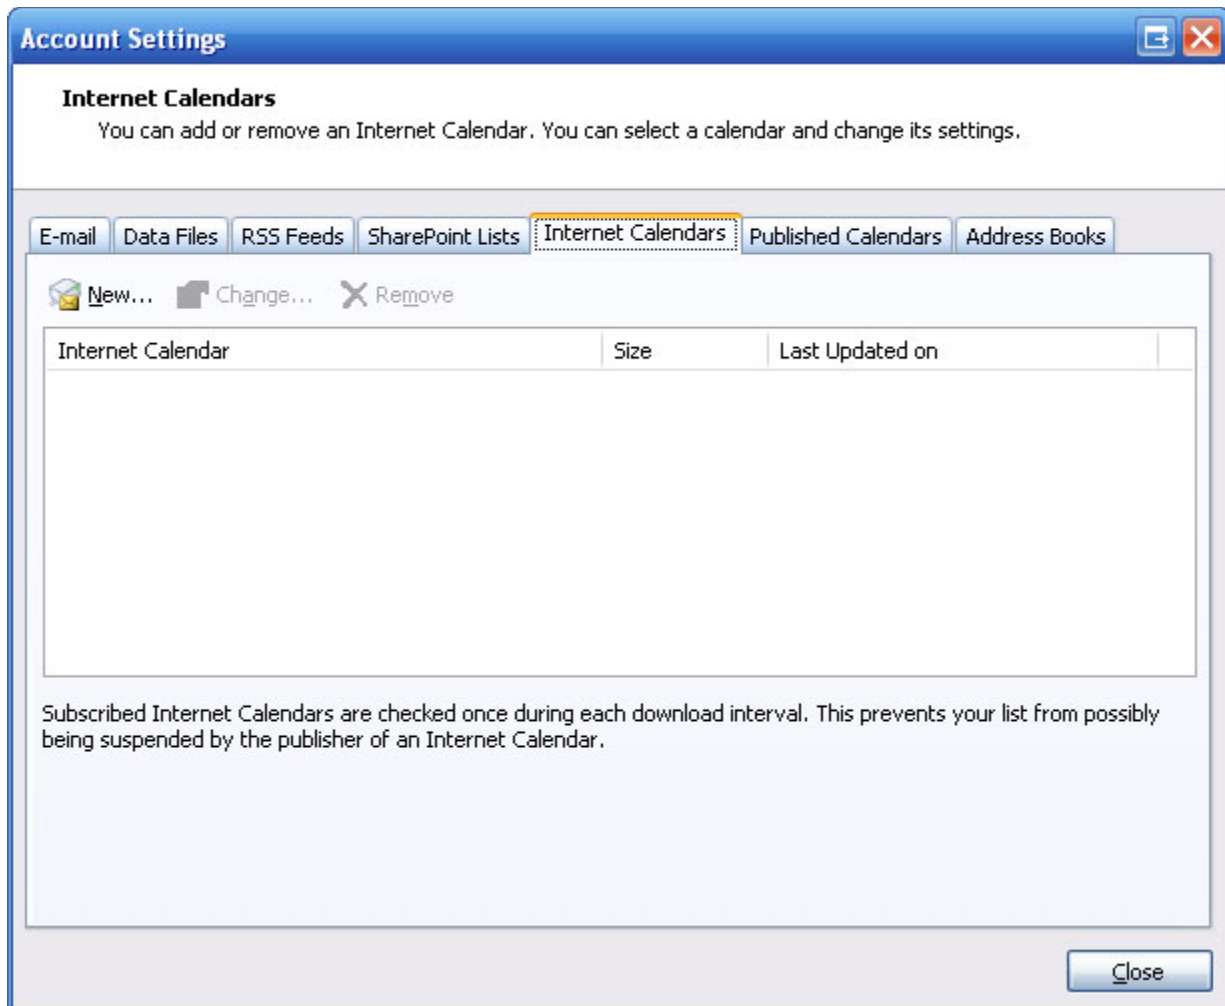 Account Settings
Internet Calendars
You can add or remove an Internet Calendar. You can select a calendar and change its settings.
E-mail Data Files RSS Feeds SharePoint Lists Internet Calendars Published Calendars Address Books
New... Change... Remove
Internet Calendar Size Last Updated on
Subscribed Internet Calendars are checked once during each download interval. This prevents your list from possibly
being suspended by the publisher of an Internet Calendar.
Close